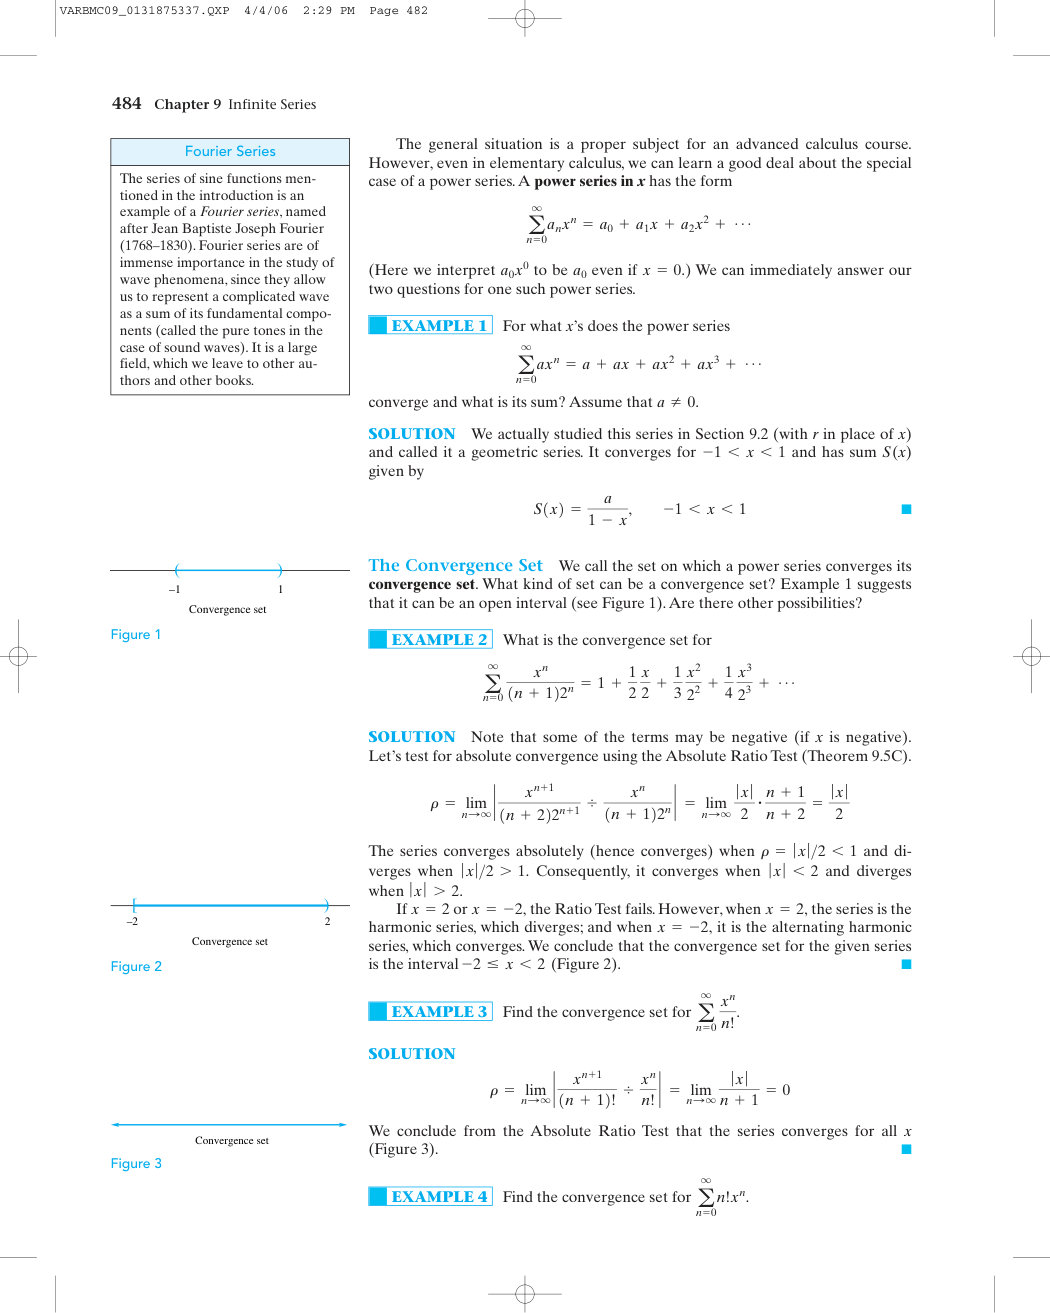 VARBMC09_0131875337.QXP 4/4/06 2:29 PM Page 482
484 Chapter 9 Infinite Series
Fourier Series
The series of sine functions men-
tioned in the introduction is an
example of a Fourier series, named
after Jean Baptiste Joseph Fourier
(1768–1830). Fourier series are of
immense importance in the study of
wave phenomena, since they allow
us to represent a complicated wave
as a sum of its fundamental compo-
nents (called the pure tones in the
case of sound waves). It is a large
field, which we leave to other au-
thors and other books.
The general situation is a proper subject for an advanced calculus course.
However, even in elementary calculus, we can learn a good deal about the special
case of a power series. A power series in x has the form
∑_{n=0}^{∞} a_n x^n = a_0 + a_1 x + a_2 x^2 + ⋯
(Here we interpret a_0 x^0 to be a_0 even if x = 0.) We can immediately answer our
two questions for one such power series.
EXAMPLE 1 For what x's does the power series
∑_{n=0}^{∞} ax^n = a + ax + ax^2 + ax^3 + ⋯
converge and what is its sum? Assume that a ≠ 0.
SOLUTION We actually studied this series in Section 9.2 (with r in place of x)
and called it a geometric series. It converges for −1 < x < 1 and has sum S(x)
given by
S(x) = a/(1 − x), −1 < x < 1
The Convergence Set We call the set on which a power series converges its
convergence set. What kind of set can be a convergence set? Example 1 suggests
that it can be an open interval (see Figure 1). Are there other possibilities?
–1 1
Convergence set
Figure 1
EXAMPLE 2 What is the convergence set for
∑_{n=0}^{∞} x^n/((n + 1)2^n) = 1 + (1/2)(x/2) + (1/3)(x^2/2^2) + (1/4)(x^3/2^3) + ⋯
SOLUTION Note that some of the terms may be negative (if x is negative).
Let's test for absolute convergence using the Absolute Ratio Test (Theorem 9.5C).
ρ = lim_{n→∞} |x^{n+1}/((n + 2)2^{n+1}) ÷ x^n/((n + 1)2^n)| = lim_{n→∞} |x|/2 · (n + 1)/(n + 2) = |x|/2
The series converges absolutely (hence converges) when ρ = |x|/2 < 1 and di-
verges when |x|/2 > 1. Consequently, it converges when |x| < 2 and diverges
when |x| > 2.
If x = 2 or x = −2, the Ratio Test fails. However, when x = 2, the series is the
harmonic series, which diverges; and when x = −2, it is the alternating harmonic
series, which converges. We conclude that the convergence set for the given series
is the interval −2 ≤ x < 2 (Figure 2).
–2 2
Convergence set
Figure 2
EXAMPLE 3 Find the convergence set for ∑_{n=0}^{∞} x^n/n!.
SOLUTION
ρ = lim_{n→∞} |x^{n+1}/(n + 1)! ÷ x^n/n!| = lim_{n→∞} |x|/(n + 1) = 0
We conclude from the Absolute Ratio Test that the series converges for all x
(Figure 3).
Convergence set
Figure 3
EXAMPLE 4 Find the convergence set for ∑_{n=0}^{∞} n!x^n.